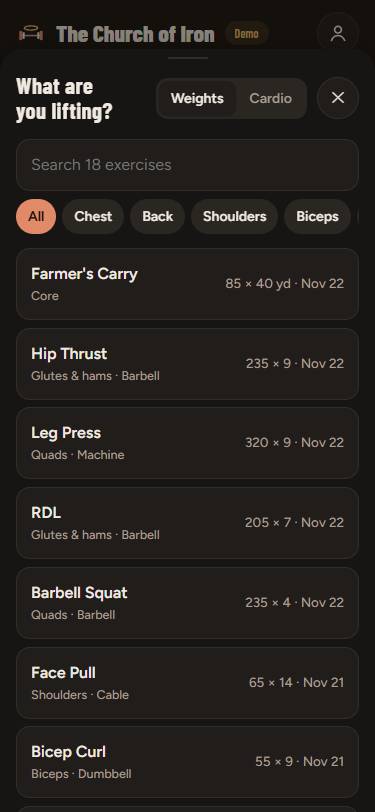 The Church of Iron Demo
What are
you lifting?
Weights Cardio
Search 18 exercises
All Chest Back Shoulders Biceps
Farmer's Carry
85 × 40 yd · Nov 22
Core
Hip Thrust
235 × 9 · Nov 22
Glutes & hams · Barbell
Leg Press
320 × 9 · Nov 22
Quads · Machine
RDL
205 × 7 · Nov 22
Glutes & hams · Barbell
Barbell Squat
235 × 4 · Nov 22
Quads · Barbell
Face Pull
65 × 14 · Nov 21
Shoulders · Cable
Bicep Curl
55 × 9 · Nov 21
Biceps · Dumbbell